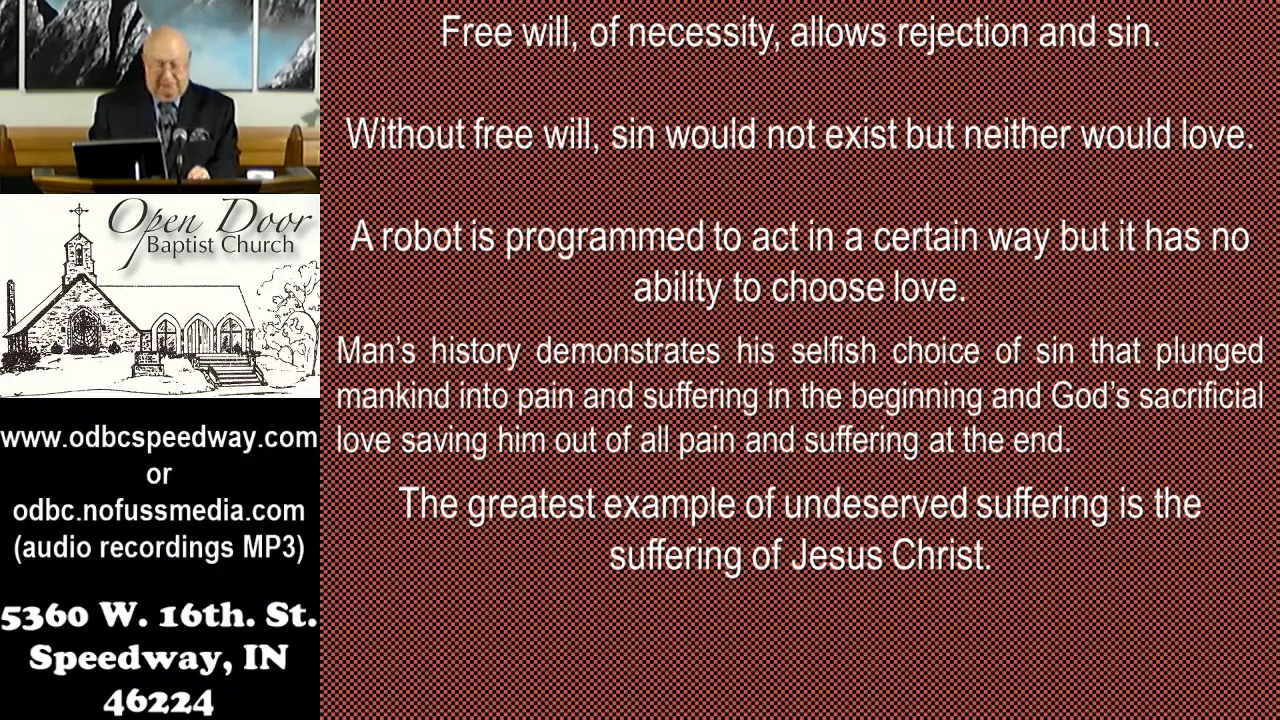 Free will, of necessity, allows rejection and sin.
Without free will, sin would not exist but neither would love.
A robot is programmed to act in a certain way but it has no
ability to choose love.
Man's history demonstrates his selfish choice of sin that plunged
mankind into pain and suffering in the beginning and God's sacrificial
love saving him out of all pain and suffering at the end.
The greatest example of undeserved suffering is the
suffering of Jesus Christ.
Open Door
Baptist Church
www.odbcspeedway.com
or
odbc.nofussmedia.com
(audio recordings MP3)
5360 W. 16th. St.
Speedway, IN
46224